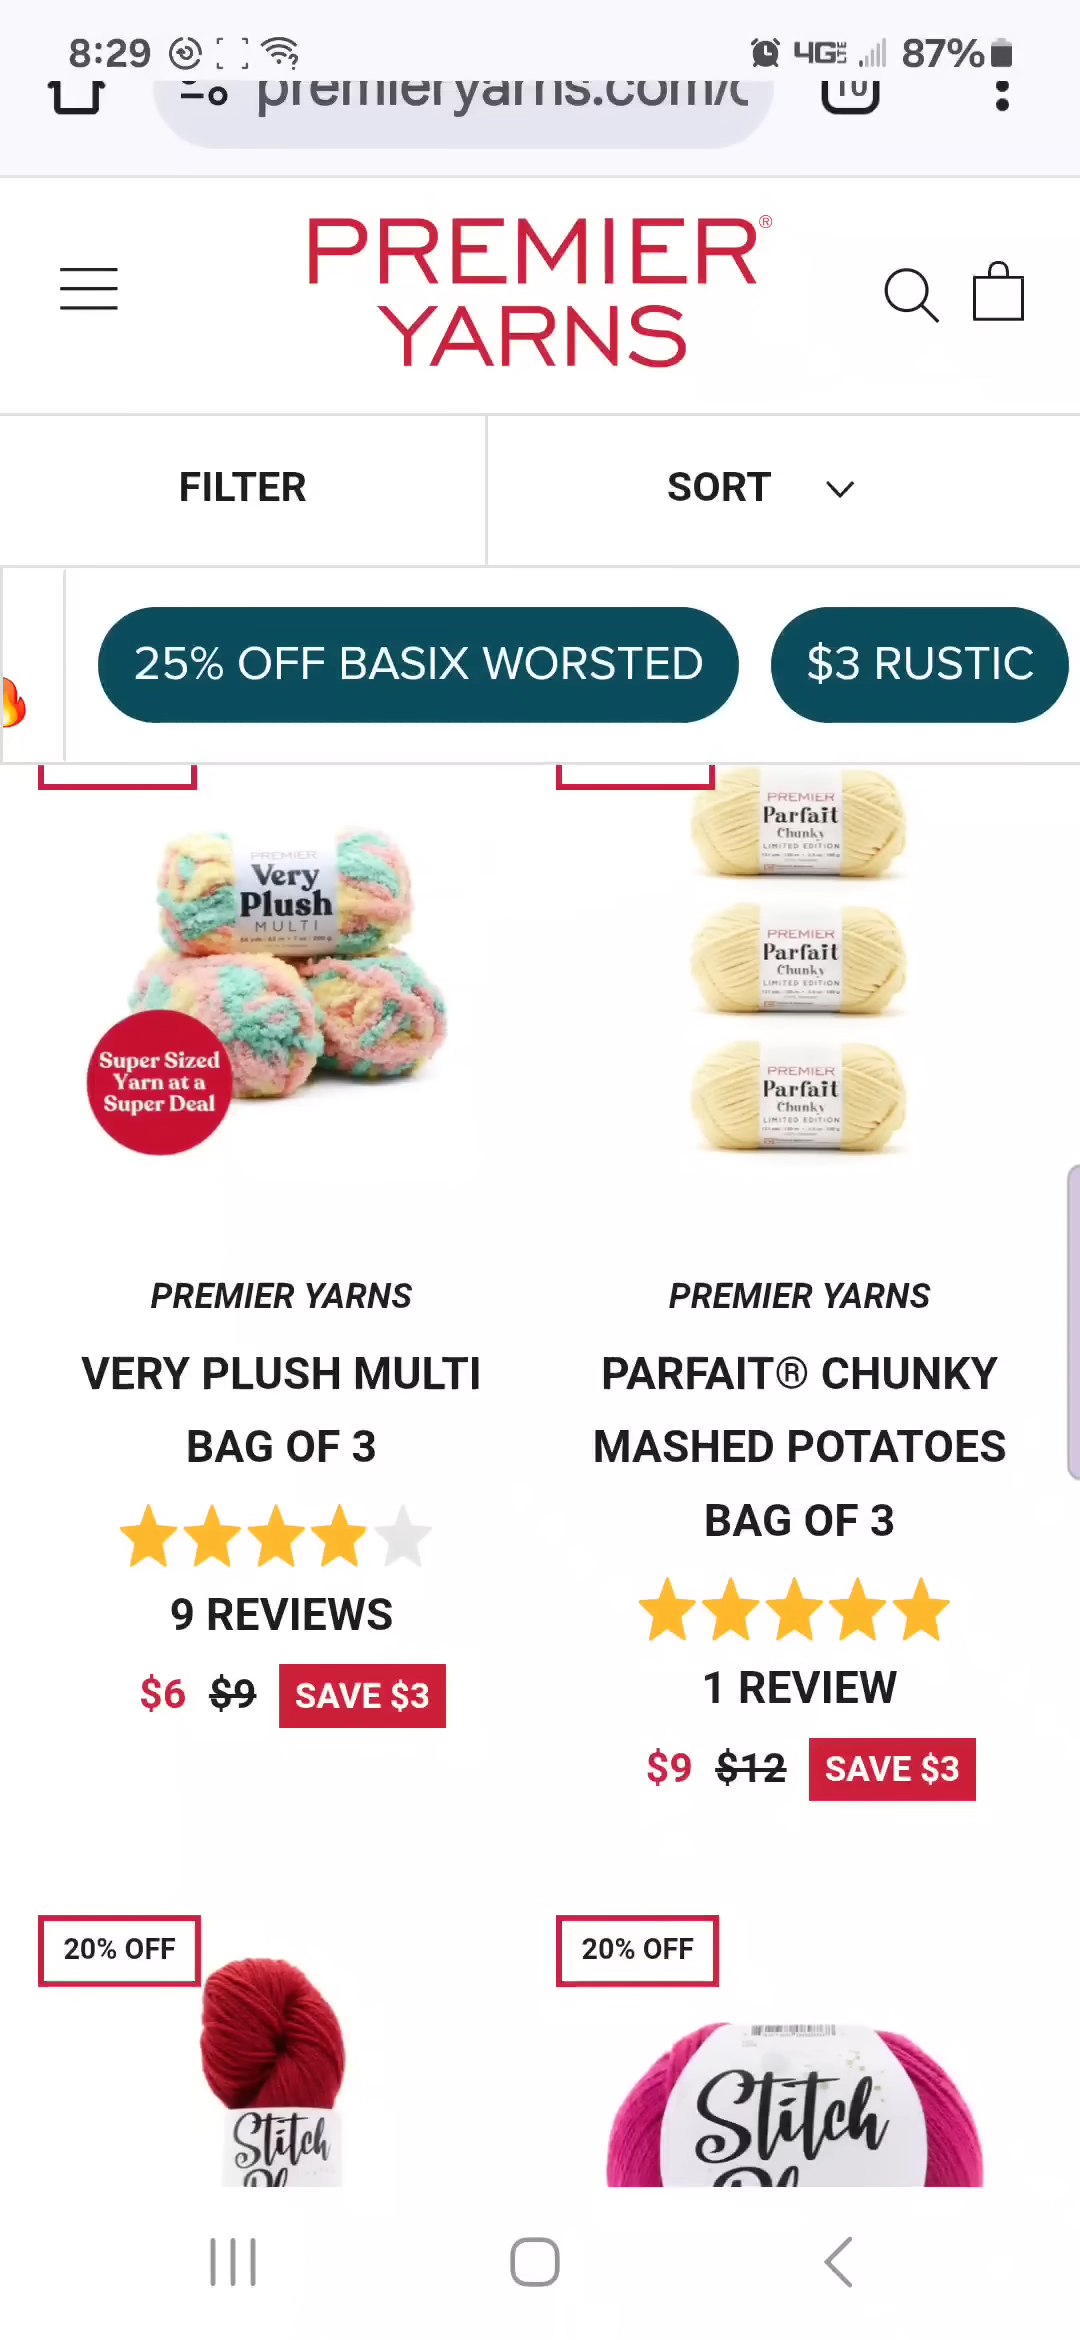 8:29
4G 87%
premieryarns.com/c
10
PREMIER®
YARNS
FILTER
SORT
25% OFF BASIX WORSTED
$3 RUSTIC
PREMIER
Very
Plush
MULTI
Super Sized
Yarn at a
Super Deal
PREMIER
Parfait
Chunky
LIMITED EDITION
PREMIER
Parfait
Chunky
LIMITED EDITION
PREMIER
Parfait
Chunky
LIMITED EDITION
PREMIER YARNS
VERY PLUSH MULTI
BAG OF 3
9 REVIEWS
$6 $9 SAVE $3
PREMIER YARNS
PARFAIT® CHUNKY
MASHED POTATOES
BAG OF 3
1 REVIEW
$9 $12 SAVE $3
20% OFF
Stitch
20% OFF
Stitch